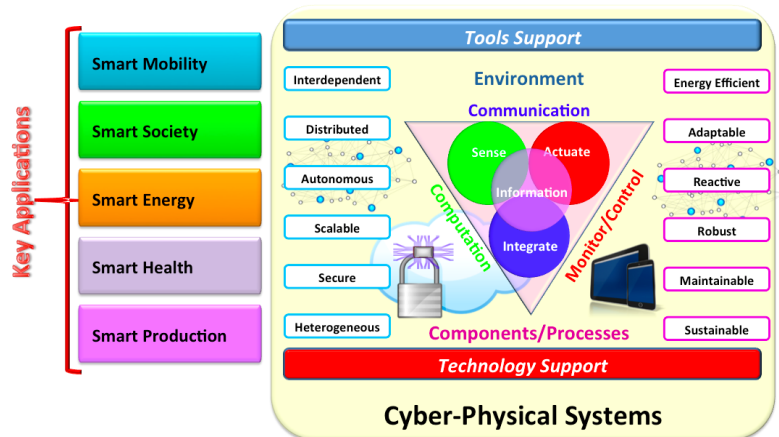 Key Applications
Smart Mobility
Smart Society
Smart Energy
Smart Health
Smart Production
Tools Support
Interdependent
Distributed
Autonomous
Scalable
Secure
Heterogeneous
Environment
Communication
Sense
Actuate
Information
Integrate
Computation
Monitor/Control
Components/Processes
Energy Efficient
Adaptable
Reactive
Robust
Maintainable
Sustainable
Technology Support
Cyber-Physical Systems